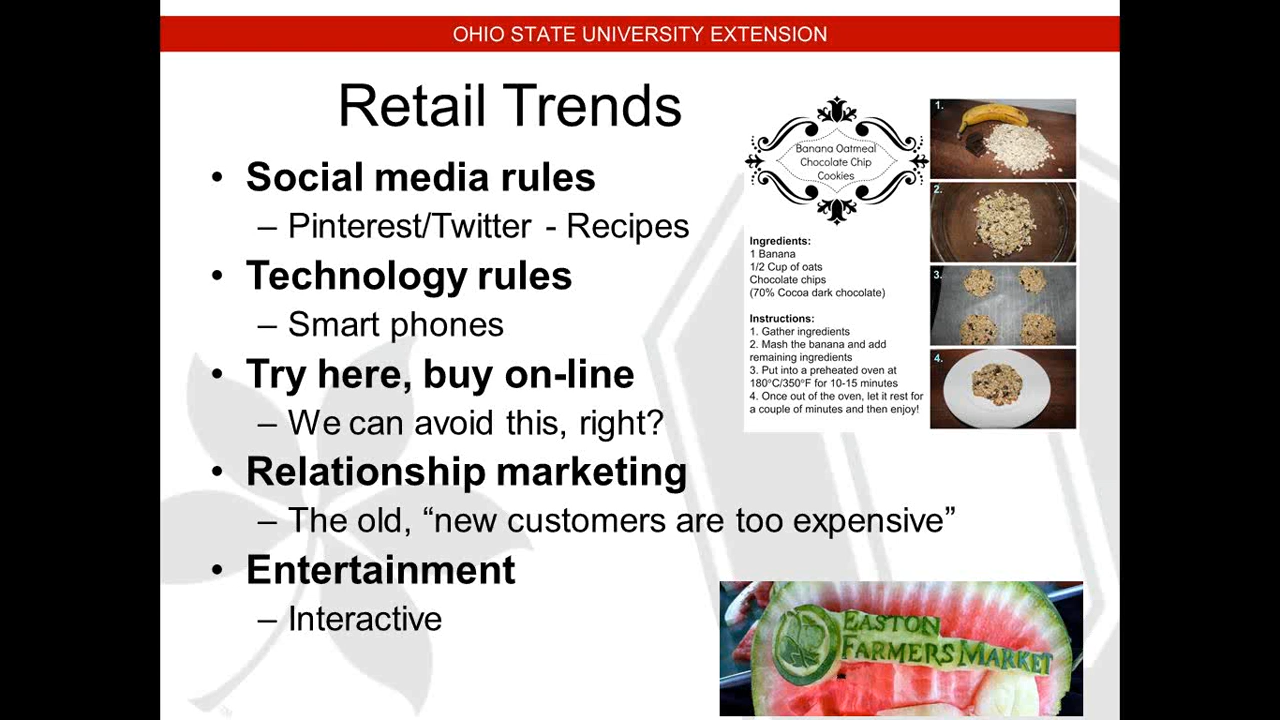 OHIO STATE UNIVERSITY EXTENSION
Retail Trends
• Social media rules
– Pinterest/Twitter - Recipes
• Technology rules
– Smart phones
• Try here, buy on-line
– We can avoid this, right?
• Relationship marketing
– The old, “new customers are too expensive”
• Entertainment
– Interactive
Banana Oatmeal
Chocolate Chip
Cookies
Ingredients:
1 Banana
1/2 Cup of oats
Chocolate chips
(70% Cocoa dark chocolate)
Instructions:
1. Gather ingredients
2. Mash the banana and add
remaining ingredients
3. Put into a preheated oven at
180°C/350°F for 10-15 minutes
4. Once out of the oven, let it rest for
a couple of minutes and then enjoy!
1.
2.
3.
4.
EASTON
FARMERS MARKET
TM